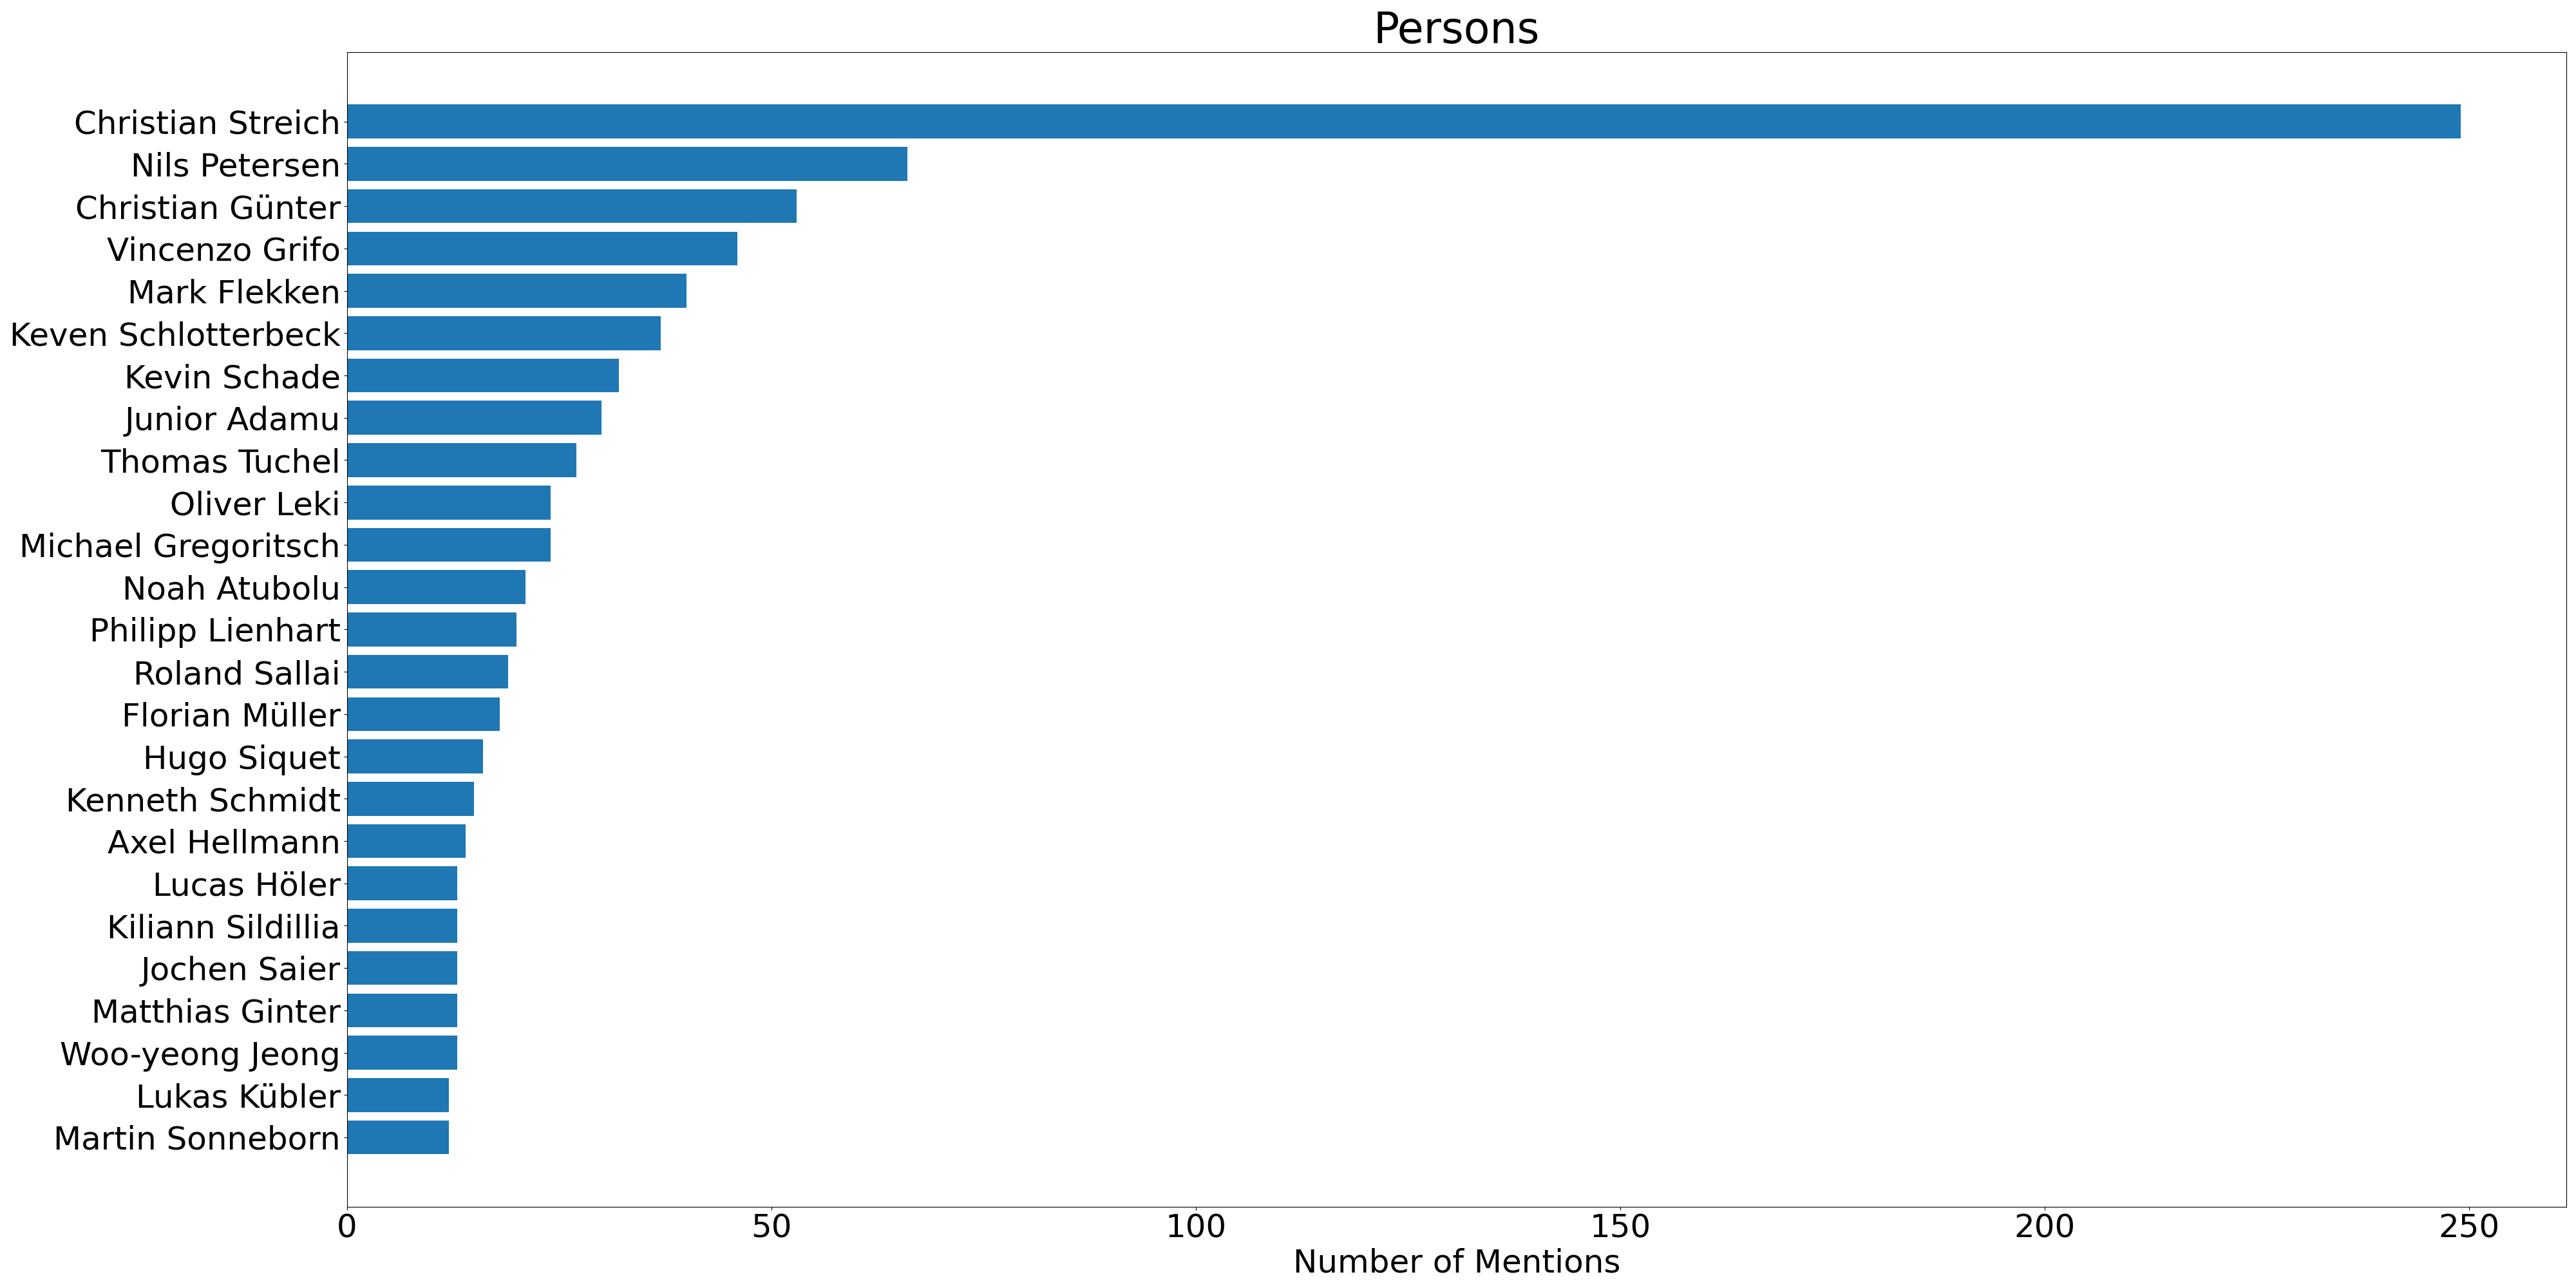 Persons
Christian Streich
Nils Petersen
Christian Günter
Vincenzo Grifo
Mark Flekken
Keven Schlotterbeck
Kevin Schade
Junior Adamu
Thomas Tuchel
Oliver Leki
Michael Gregoritsch
Noah Atubolu
Philipp Lienhart
Roland Sallai
Florian Müller
Hugo Siquet
Kenneth Schmidt
Axel Hellmann
Lucas Höler
Kiliann Sildillia
Jochen Saier
Matthias Ginter
Woo-yeong Jeong
Lukas Kübler
Martin Sonneborn
0 50 100 150 200 250
Number of Mentions